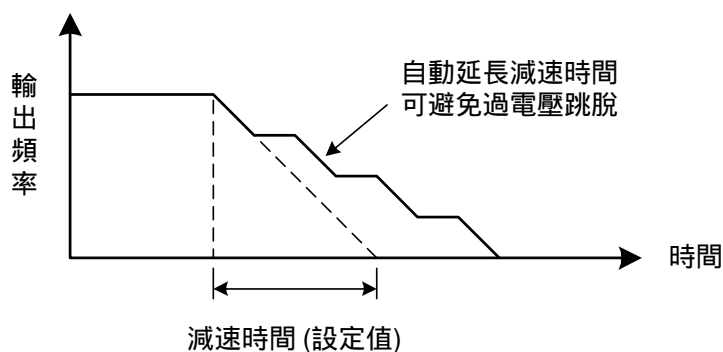 輸出頻率
自動延長減速時間
可避免過電壓跳脫
時間
減速時間 (設定值)